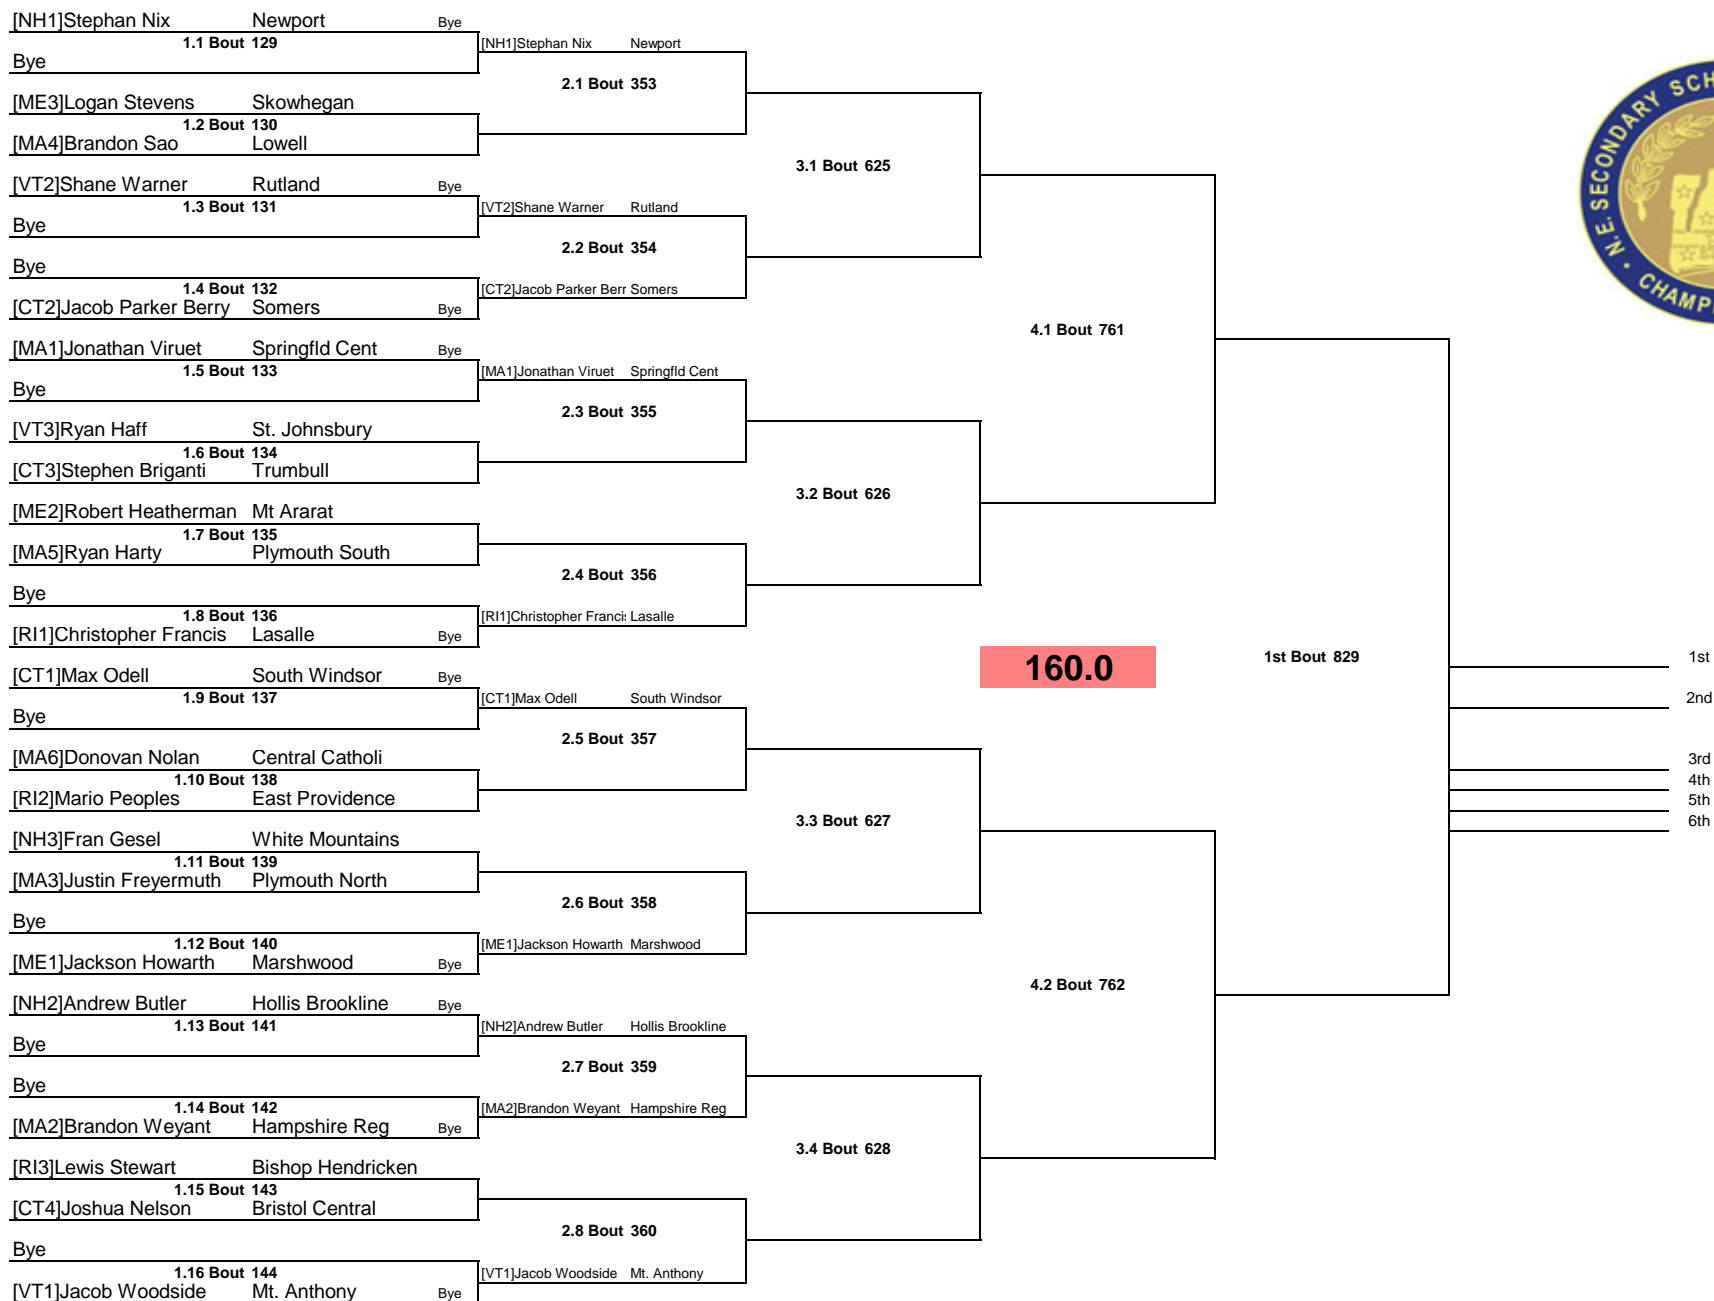 [NH1]Stephan Nix Newport Bye
1.1 Bout 129
Bye
[ME3]Logan Stevens Skowhegan
1.2 Bout 130
[MA4]Brandon Sao Lowell
[VT2]Shane Warner Rutland Bye
1.3 Bout 131
Bye
Bye
1.4 Bout 132
[CT2]Jacob Parker Berry Somers Bye
[MA1]Jonathan Viruet Springfld Cent Bye
1.5 Bout 133
Bye
[VT3]Ryan Haff St. Johnsbury
1.6 Bout 134
[CT3]Stephen Briganti Trumbull
[ME2]Robert Heatherman Mt Ararat
1.7 Bout 135
[MA5]Ryan Harty Plymouth South
Bye
1.8 Bout 136
[RI1]Christopher Francis Lasalle Bye
[CT1]Max Odell South Windsor Bye
1.9 Bout 137
Bye
[MA6]Donovan Nolan Central Catholi
1.10 Bout 138
[RI2]Mario Peoples East Providence
[NH3]Fran Gesel White Mountains
1.11 Bout 139
[MA3]Justin Freyermuth Plymouth North
Bye
1.12 Bout 140
[ME1]Jackson Howarth Marshwood Bye
[NH2]Andrew Butler Hollis Brookline Bye
1.13 Bout 141
Bye
Bye
1.14 Bout 142
[MA2]Brandon Weyant Hampshire Reg Bye
[RI3]Lewis Stewart Bishop Hendricken
1.15 Bout 143
[CT4]Joshua Nelson Bristol Central
Bye
1.16 Bout 144
[VT1]Jacob Woodside Mt. Anthony Bye
[NH1]Stephan Nix Newport
2.1 Bout 353
[VT2]Shane Warner Rutland
2.2 Bout 354
[CT2]Jacob Parker Berr Somers
[MA1]Jonathan Viruet Springfld Cent
2.3 Bout 355
2.4 Bout 356
[RI1]Christopher Franci Lasalle
[CT1]Max Odell South Windsor
2.5 Bout 357
2.6 Bout 358
[ME1]Jackson Howarth Marshwood
[NH2]Andrew Butler Hollis Brookline
2.7 Bout 359
[MA2]Brandon Weyant Hampshire Reg
2.8 Bout 360
[VT1]Jacob Woodside Mt. Anthony
3.1 Bout 625
3.2 Bout 626
3.3 Bout 627
3.4 Bout 628
4.1 Bout 761
160.0
4.2 Bout 762
1st Bout 829
1st
2nd
3rd
4th
5th
6th
N.E. SECONDARY SCH
CHAMP